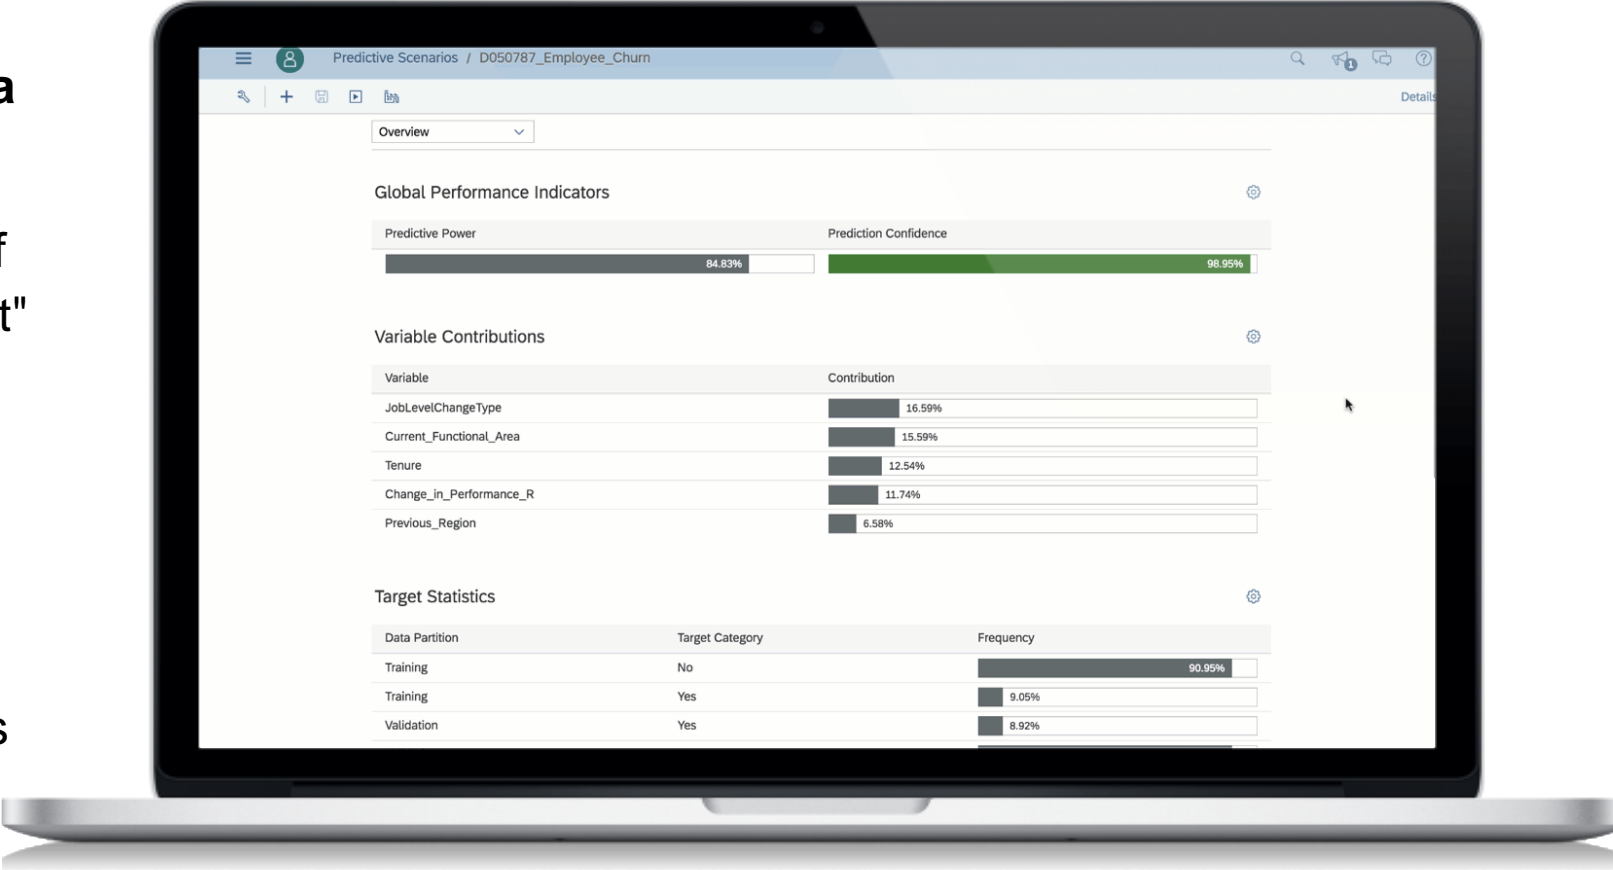 a
f
t"
s
Predictive Scenarios / D050787_Employee_Churn
1
Details
Overview
Global Performance Indicators
Predictive Power Prediction Confidence
84.83% 98.95%
Variable Contributions
Variable Contribution
JobLevelChangeType 16.59%
Current_Functional_Area 15.59%
Tenure 12.54%
Change_in_Performance_R 11.74%
Previous_Region 6.58%
Target Statistics
Data Partition Target Category Frequency
Training No 90.95%
Training Yes 9.05%
Validation Yes 8.92%